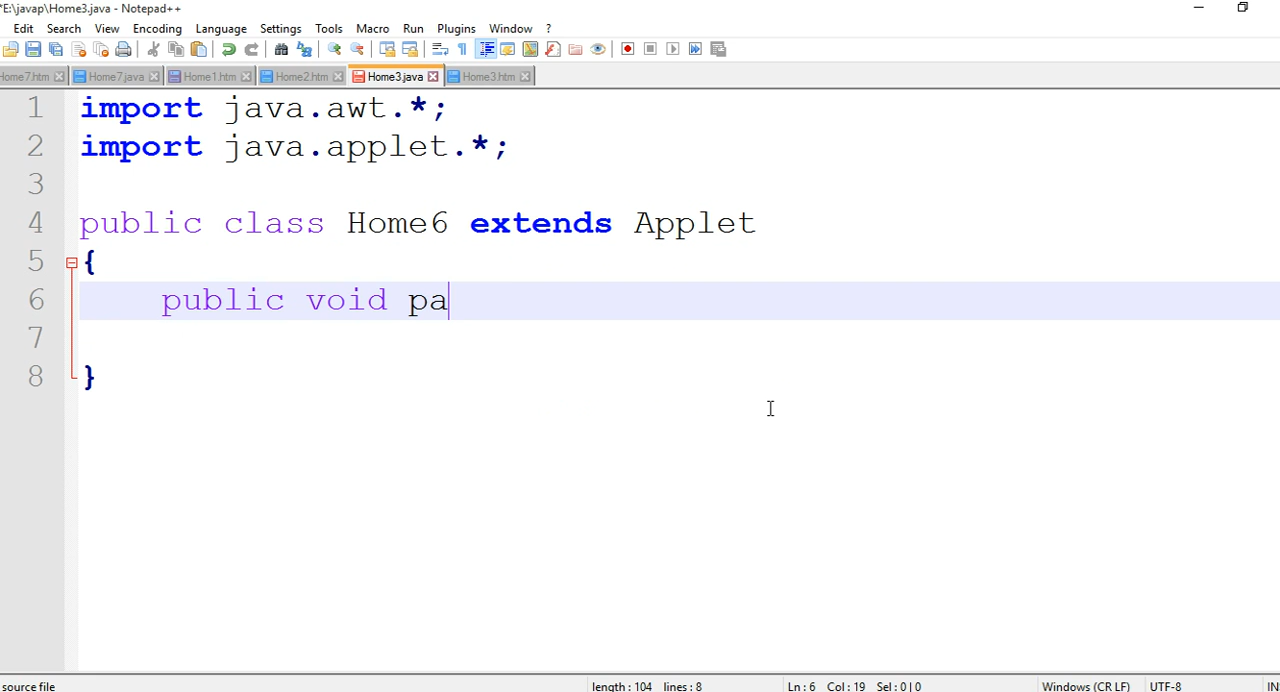 *E:\javap\Home3.java - Notepad++
Edit Search View Encoding Language Settings Tools Macro Run Plugins Window ?
Home7.htm Home7.java Home1.htm Home2.htm Home3.java Home3.htm
1 import java.awt.*;
2 import java.applet.*;
3
4 public class Home6 extends Applet
5 {
6 public void pa
7
8 }
source file length : 104 lines : 8 Ln : 6 Col : 19 Sel : 0 | 0 Windows (CR LF) UTF-8 IN